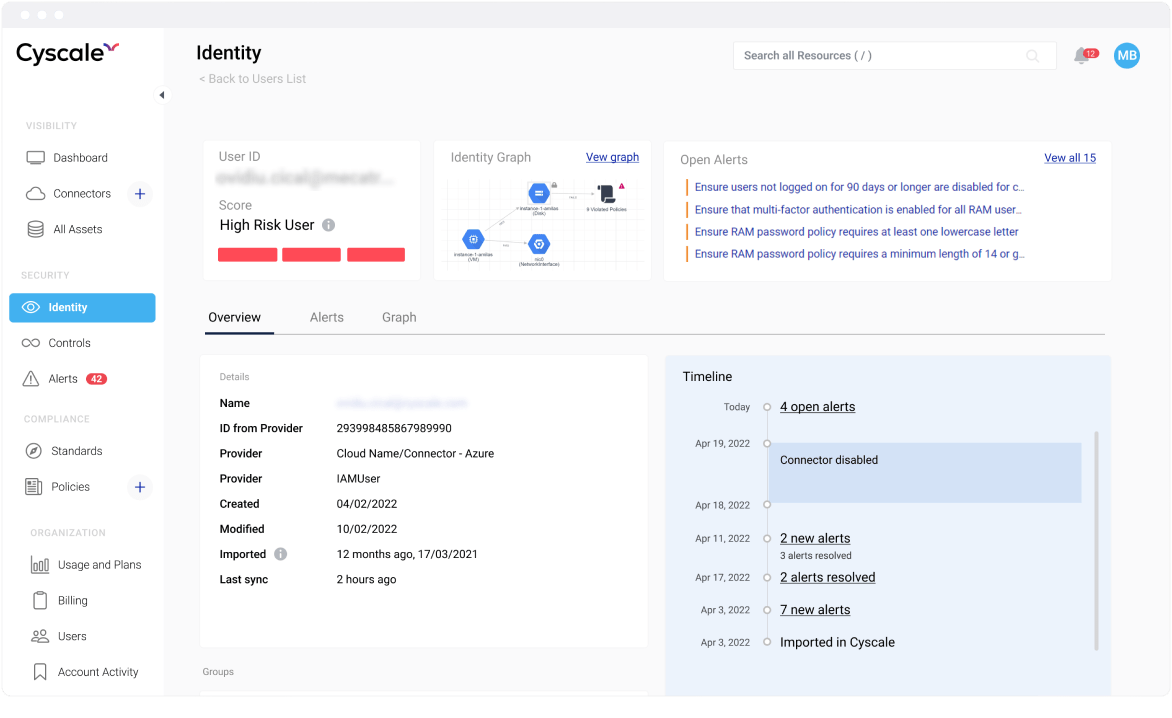 Cyscale
Identity
< Back to Users List
Search all Resources ( / )
12
MB
VISIBILITY
Dashboard
Connectors +
All Assets
SECURITY
Identity
Controls
Alerts 42
COMPLIANCE
Standards
Policies +
ORGANIZATION
Usage and Plans
Billing
Users
Account Activity
User ID
Score
High Risk User
Identity Graph
Vew graph
instance-1-amilas
(Disk)
9 Violated Policies
instance-1-amilas
(VM)
nic0
(NetworkInterface)
Open Alerts
Vew all 15
Ensure users not logged on for 90 days or longer are disabled for c...
Ensure that multi-factor authentication is enabled for all RAM user...
Ensure RAM password policy requires at least one lowercase letter
Ensure RAM password policy requires a minimum length of 14 or g...
Overview
Alerts
Graph
Details
Name
ID from Provider 293998485867989990
Provider Cloud Name/Connector - Azure
Provider IAMUser
Created 04/02/2022
Modified 10/02/2022
Imported 12 months ago, 17/03/2021
Last sync 2 hours ago
Groups
Timeline
Today 4 open alerts
Apr 19, 2022
Connector disabled
Apr 18, 2022
Apr 11, 2022 2 new alerts
3 alerts resolved
Apr 17, 2022 2 alerts resolved
Apr 3, 2022 7 new alerts
Apr 3, 2022 Imported in Cyscale